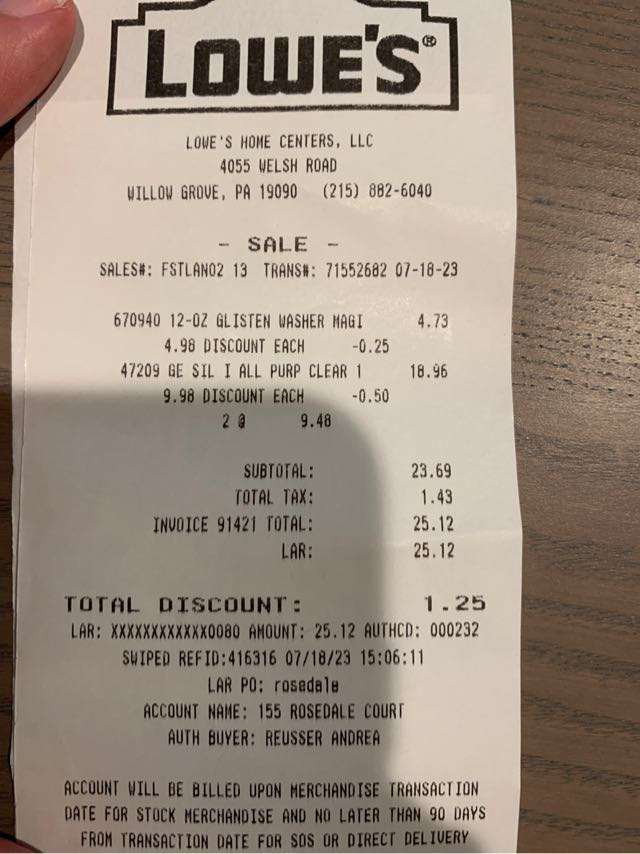 LOWE'S®
LOWE'S HOME CENTERS, LLC
4055 WELSH ROAD
WILLOW GROVE, PA 19090 (215) 882-6040
- SALE -
SALES#: FSTLAN02 13 TRANS#: 71552682 07-18-23
670940 12-OZ GLISTEN WASHER MAGI 4.73
4.98 DISCOUNT EACH -0.25
47209 GE SIL I ALL PURP CLEAR 1 18.96
9.98 DISCOUNT EACH -0.50
2 @ 9.48
SUBTOTAL: 23.69
TOTAL TAX: 1.43
INVOICE 91421 TOTAL: 25.12
LAR: 25.12
TOTAL DISCOUNT: 1.25
LAR: XXXXXXXXXXXX0080 AMOUNT: 25.12 AUTHCD: 000232
SWIPED REFID:416316 07/18/23 15:06:11
LAR PO: rosedale
ACCOUNT NAME: 155 ROSEDALE COURT
AUTH BUYER: REUSSER ANDREA
ACCOUNT WILL BE BILLED UPON MERCHANDISE TRANSACTION
DATE FOR STOCK MERCHANDISE AND NO LATER THAN 90 DAYS
FROM TRANSACTION DATE FOR SOS OR DIRECT DELIVERY